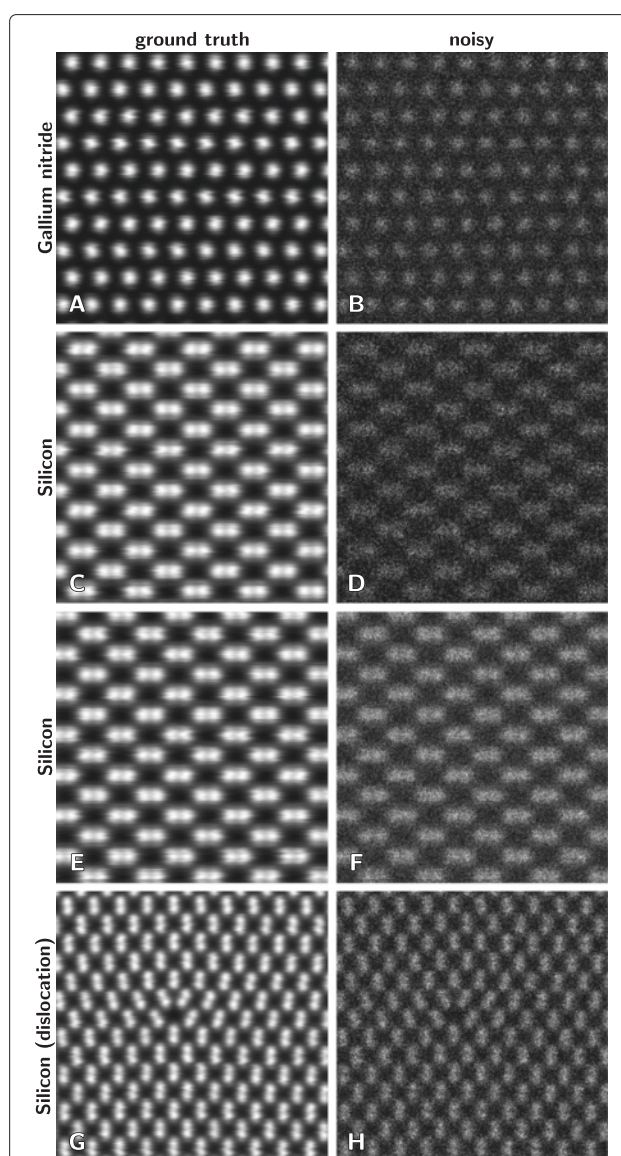 ground truth noisy
Gallium nitride
A B
Silicon
C D
Silicon
E F
Silicon (dislocation)
G H